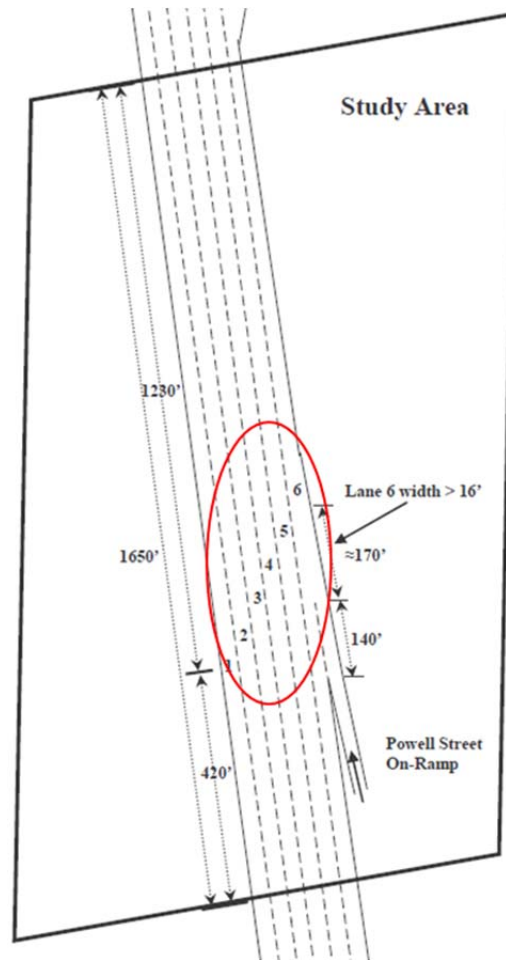 Study Area
1230’
6
Lane 6 width > 16’
5
1650’
≈170’
4
3
2
140’
1
Powell Street
On-Ramp
420’